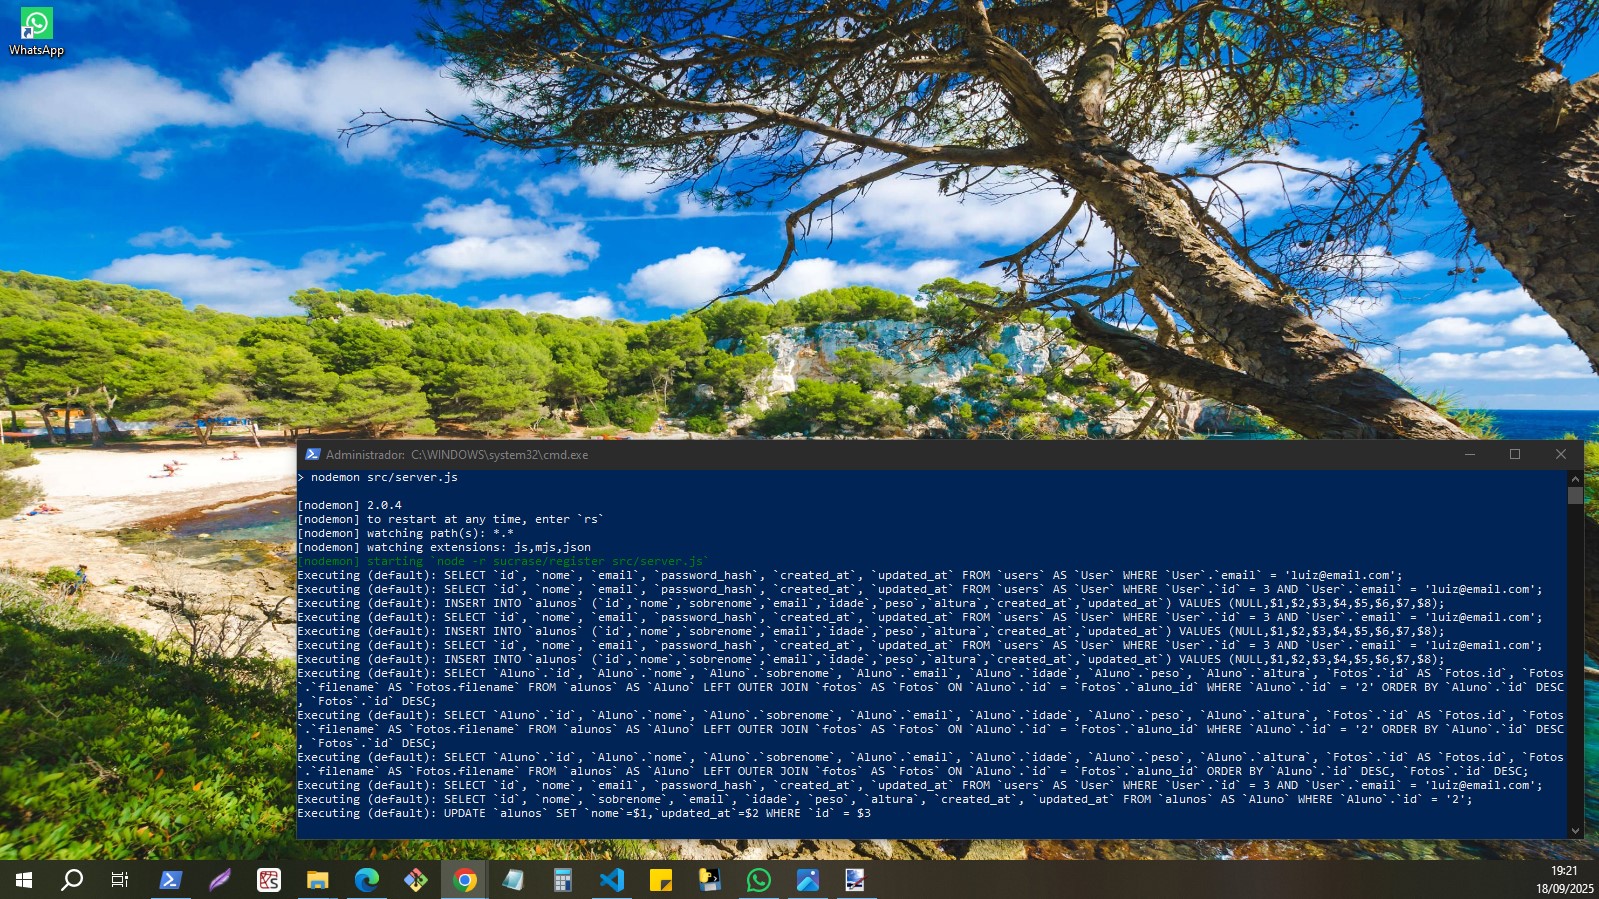 WhatsApp
Administrador:  C:\WINDOWS\system32\cmd.exe
> nodemon src/server.js
[nodemon] 2.0.4
[nodemon] to restart at any time, enter `rs`
[nodemon] watching path(s): *.*
[nodemon] watching extensions: js,mjs,json
[nodemon] starting `node -r sucrase/register src/server.js`
Executing (default): SELECT `id`, `nome`, `email`, `password_hash`, `created_at`, `updated_at` FROM `users` AS `User` WHERE `User`.`email` = 'luiz@email.com';
Executing (default): SELECT `id`, `nome`, `email`, `password_hash`, `created_at`, `updated_at` FROM `users` AS `User` WHERE `User`.`id` = 3 AND `User`.`email` = 'luiz@email.com';
Executing (default): INSERT INTO `alunos` (`id`,`nome`,`sobrenome`,`email`,`idade`,`peso`,`altura`,`created_at`,`updated_at`) VALUES (NULL,$1,$2,$3,$4,$5,$6,$7,$8);
Executing (default): SELECT `id`, `nome`, `email`, `password_hash`, `created_at`, `updated_at` FROM `users` AS `User` WHERE `User`.`id` = 3 AND `User`.`email` = 'luiz@email.com';
Executing (default): INSERT INTO `alunos` (`id`,`nome`,`sobrenome`,`email`,`idade`,`peso`,`altura`,`created_at`,`updated_at`) VALUES (NULL,$1,$2,$3,$4,$5,$6,$7,$8);
Executing (default): SELECT `id`, `nome`, `email`, `password_hash`, `created_at`, `updated_at` FROM `users` AS `User` WHERE `User`.`id` = 3 AND `User`.`email` = 'luiz@email.com';
Executing (default): INSERT INTO `alunos` (`id`,`nome`,`sobrenome`,`email`,`idade`,`peso`,`altura`,`created_at`,`updated_at`) VALUES (NULL,$1,$2,$3,$4,$5,$6,$7,$8);
Executing (default): SELECT `Aluno`.`id`, `Aluno`.`nome`, `Aluno`.`sobrenome`, `Aluno`.`email`, `Aluno`.`idade`, `Aluno`.`peso`, `Aluno`.`altura`, `Fotos`.`id` AS `Fotos.id`, `Fotos
`.`filename` AS `Fotos.filename` FROM `alunos` AS `Aluno` LEFT OUTER JOIN `fotos` AS `Fotos` ON `Aluno`.`id` = `Fotos`.`aluno_id` WHERE `Aluno`.`id` = '2' ORDER BY `Aluno`.`id` DESC
, `Fotos`.`id` DESC;
Executing (default): SELECT `Aluno`.`id`, `Aluno`.`nome`, `Aluno`.`sobrenome`, `Aluno`.`email`, `Aluno`.`idade`, `Aluno`.`peso`, `Aluno`.`altura`, `Fotos`.`id` AS `Fotos.id`, `Fotos
`.`filename` AS `Fotos.filename` FROM `alunos` AS `Aluno` LEFT OUTER JOIN `fotos` AS `Fotos` ON `Aluno`.`id` = `Fotos`.`aluno_id` WHERE `Aluno`.`id` = '2' ORDER BY `Aluno`.`id` DESC
, `Fotos`.`id` DESC;
Executing (default): SELECT `Aluno`.`id`, `Aluno`.`nome`, `Aluno`.`sobrenome`, `Aluno`.`email`, `Aluno`.`idade`, `Aluno`.`peso`, `Aluno`.`altura`, `Fotos`.`id` AS `Fotos.id`, `Fotos
`.`filename` AS `Fotos.filename` FROM `alunos` AS `Aluno` LEFT OUTER JOIN `fotos` AS `Fotos` ON `Aluno`.`id` = `Fotos`.`aluno_id` ORDER BY `Aluno`.`id` DESC, `Fotos`.`id` DESC;
Executing (default): SELECT `id`, `nome`, `email`, `password_hash`, `created_at`, `updated_at` FROM `users` AS `User` WHERE `User`.`id` = 3 AND `User`.`email` = 'luiz@email.com';
Executing (default): SELECT `id`, `nome`, `sobrenome`, `email`, `idade`, `peso`, `altura`, `created_at`, `updated_at` FROM `alunos` AS `Aluno` WHERE `Aluno`.`id` = '2';
Executing (default): UPDATE `alunos` SET `nome`=$1,`updated_at`=$2 WHERE `id` = $3
19:21
18/09/2025